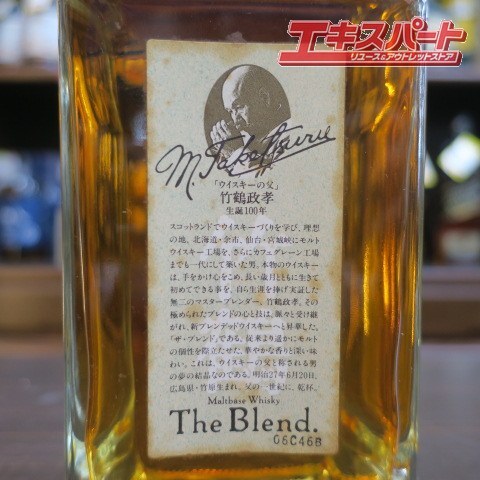 エキスパート
リユース&アウトレットストア
M. Taketsuru
「ウイスキーの父」
竹鶴政孝
生誕100年
スコットランドでウイスキーづくりを学び、理想
の地、北海道・余市、仙台・宮城峡にモルト
ウイスキー工場を、さらにカフェグレーン工場
までも一代にして築いた男。本物のウイスキー
は、手をかけ心をこめ、長い歳月とともに生きて
初めてできる事を、自ら生涯を捧げ実証した
無二のマスターブレンダー、竹鶴政孝。その
極められたブレンドの心と技は、脈々と受け継
がれ、新ブレンデッドウイスキーへと昇華した。
「ザ・ブレンド」である。従来より遥かにモルト
の個性を際立たせた、華やかな香りと深い味
わい。これは、ウイスキーの父と称される男
の夢の結晶なのである。明治27年6月20日、
広島県・竹原生まれ。父の一世紀に、乾杯。
Maltbase Whisky
The Blend.
06C46B